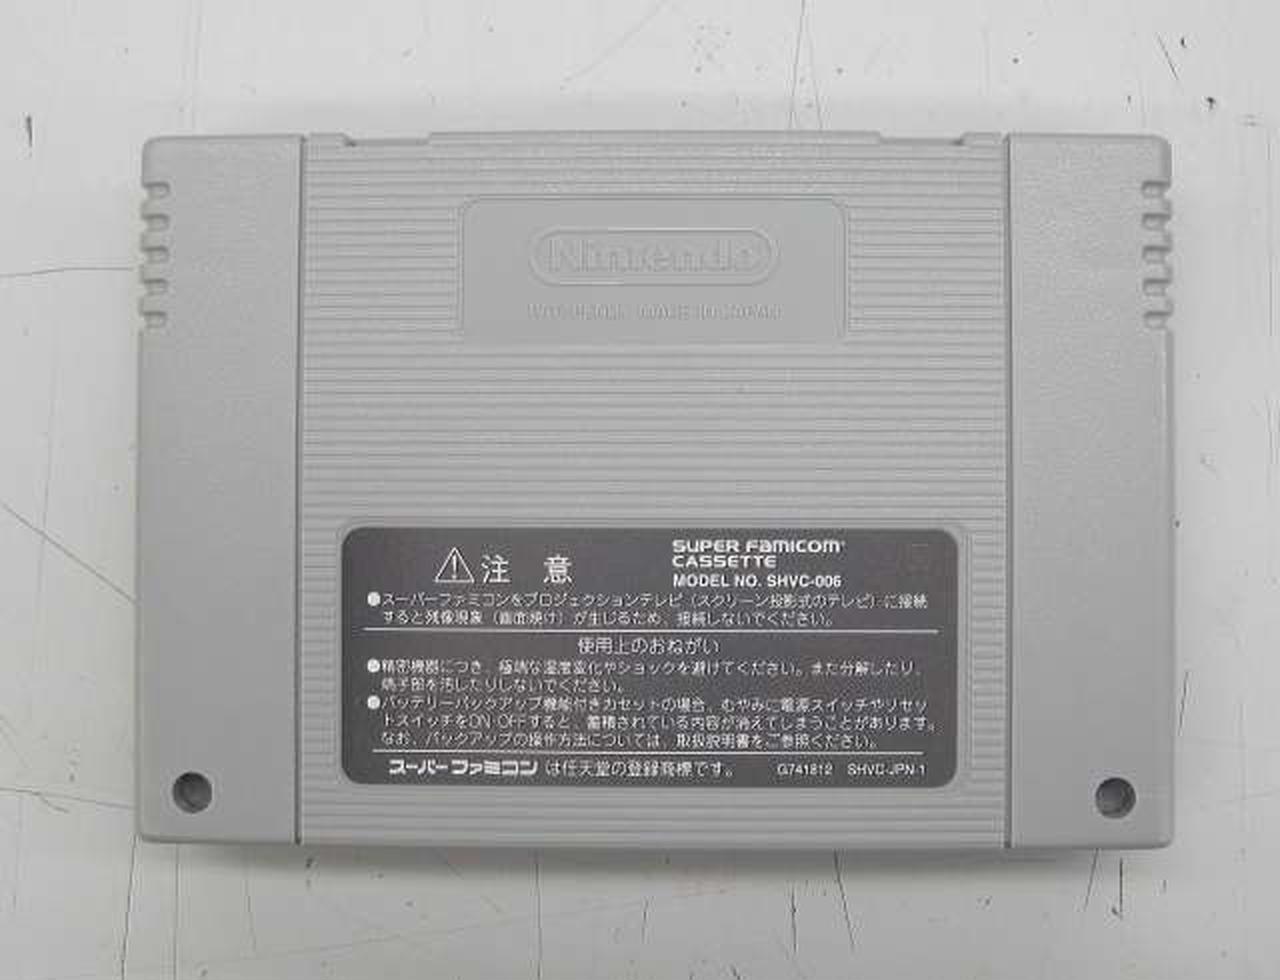 Nintendo
MADE IN JAPAN
⚠注 意
SUPER FAMICOM
CASSETTE
MODEL NO. SHVC-006
●スーパーファミコンをプロジェクションテレビ(スクリーン投影式のテレビ)に接続
すると残像現象(画面焼け)が生じるため、接続しないでください。
使用上のおねがい
●精密機器につき、極端な温度変化やショックを避けてください。また分解したり、
端子部を汚したりしないでください。
●バッテリーバックアップ機能付きカセットの場合、むやみに電源スイッチやリセッ
トスイッチをON・OFFすると、蓄積されている内容が消えてしまうことがあります。
なお、バックアップの操作方法については、取扱説明書をご参照ください。
スーパーファミコンは任天堂の登録商標です。 G741812 SHVC-JPN-1